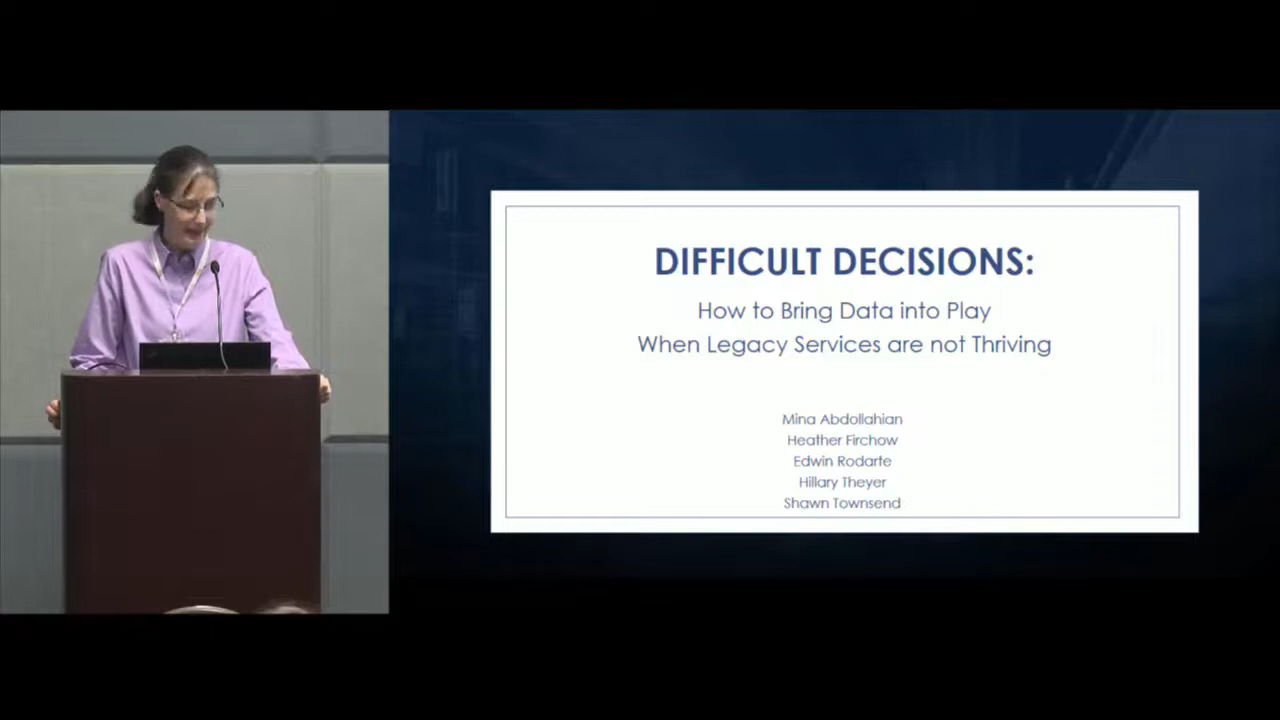 DIFFICULT DECISIONS:
How to Bring Data into Play
When Legacy Services are not Thriving
Mina Abdollahian
Heather Firchow
Edwin Rodarte
Hillary Theyer
Shawn Townsend